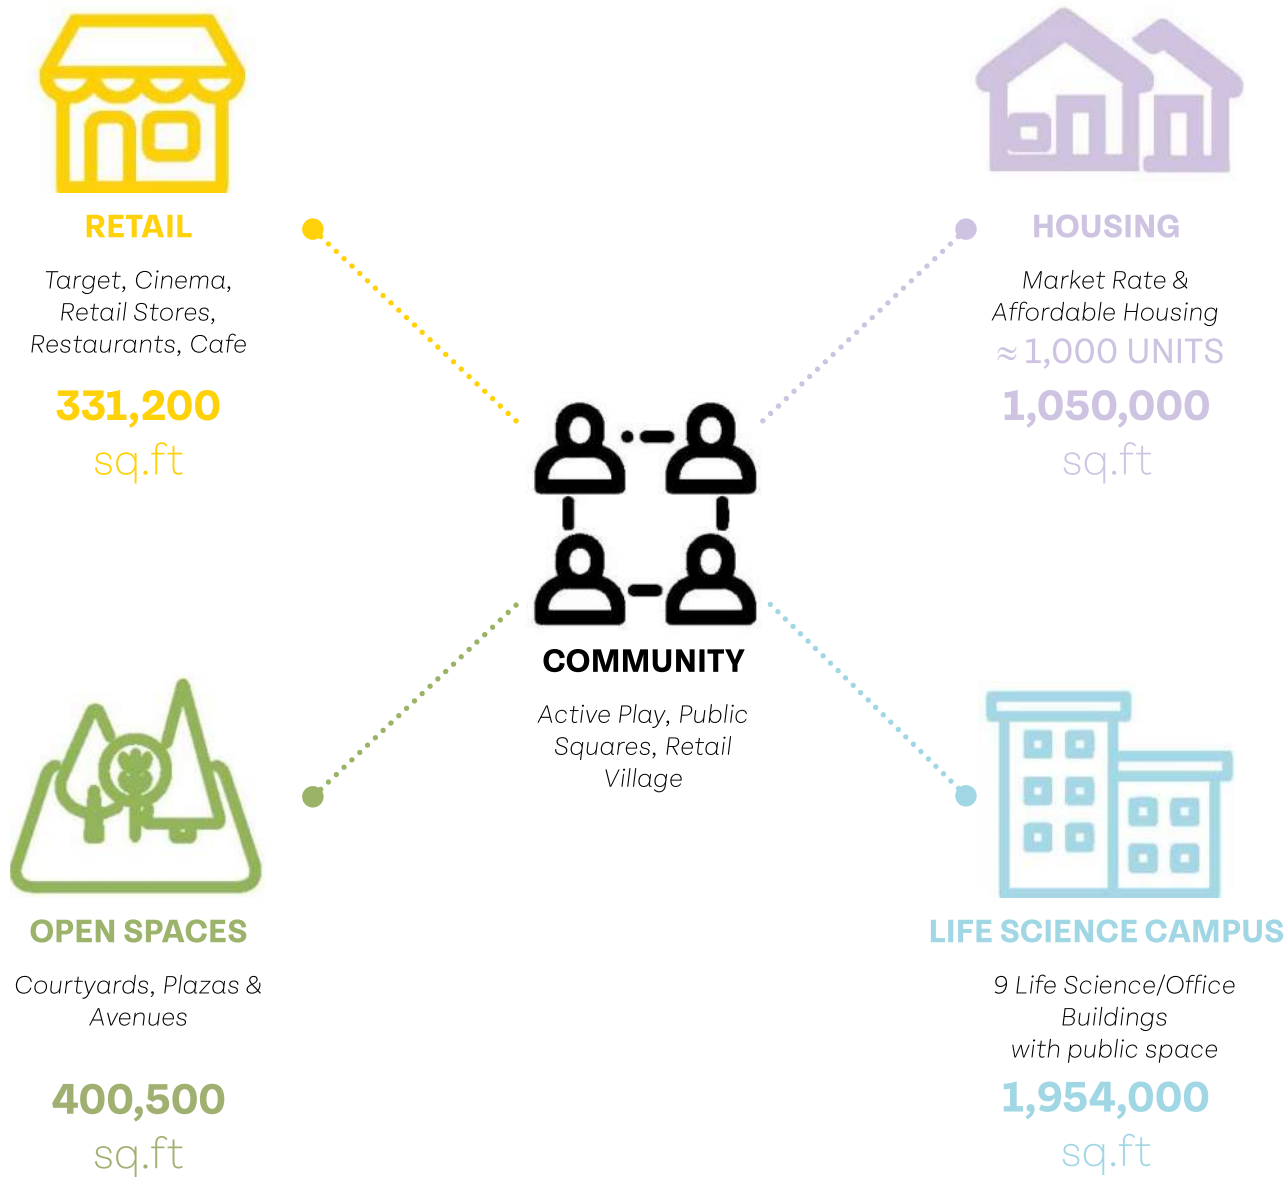 RETAIL
Target, Cinema,
Retail Stores,
Restaurants, Cafe
331,200
sq.ft
HOUSING
Market Rate &
Affordable Housing
≈ 1,000 UNITS
1,050,000
sq.ft
COMMUNITY
Active Play, Public
Squares, Retail
Village
OPEN SPACES
Courtyards, Plazas &
Avenues
400,500
sq.ft
LIFE SCIENCE CAMPUS
9 Life Science/Office
Buildings
with public space
1,954,000
sq.ft